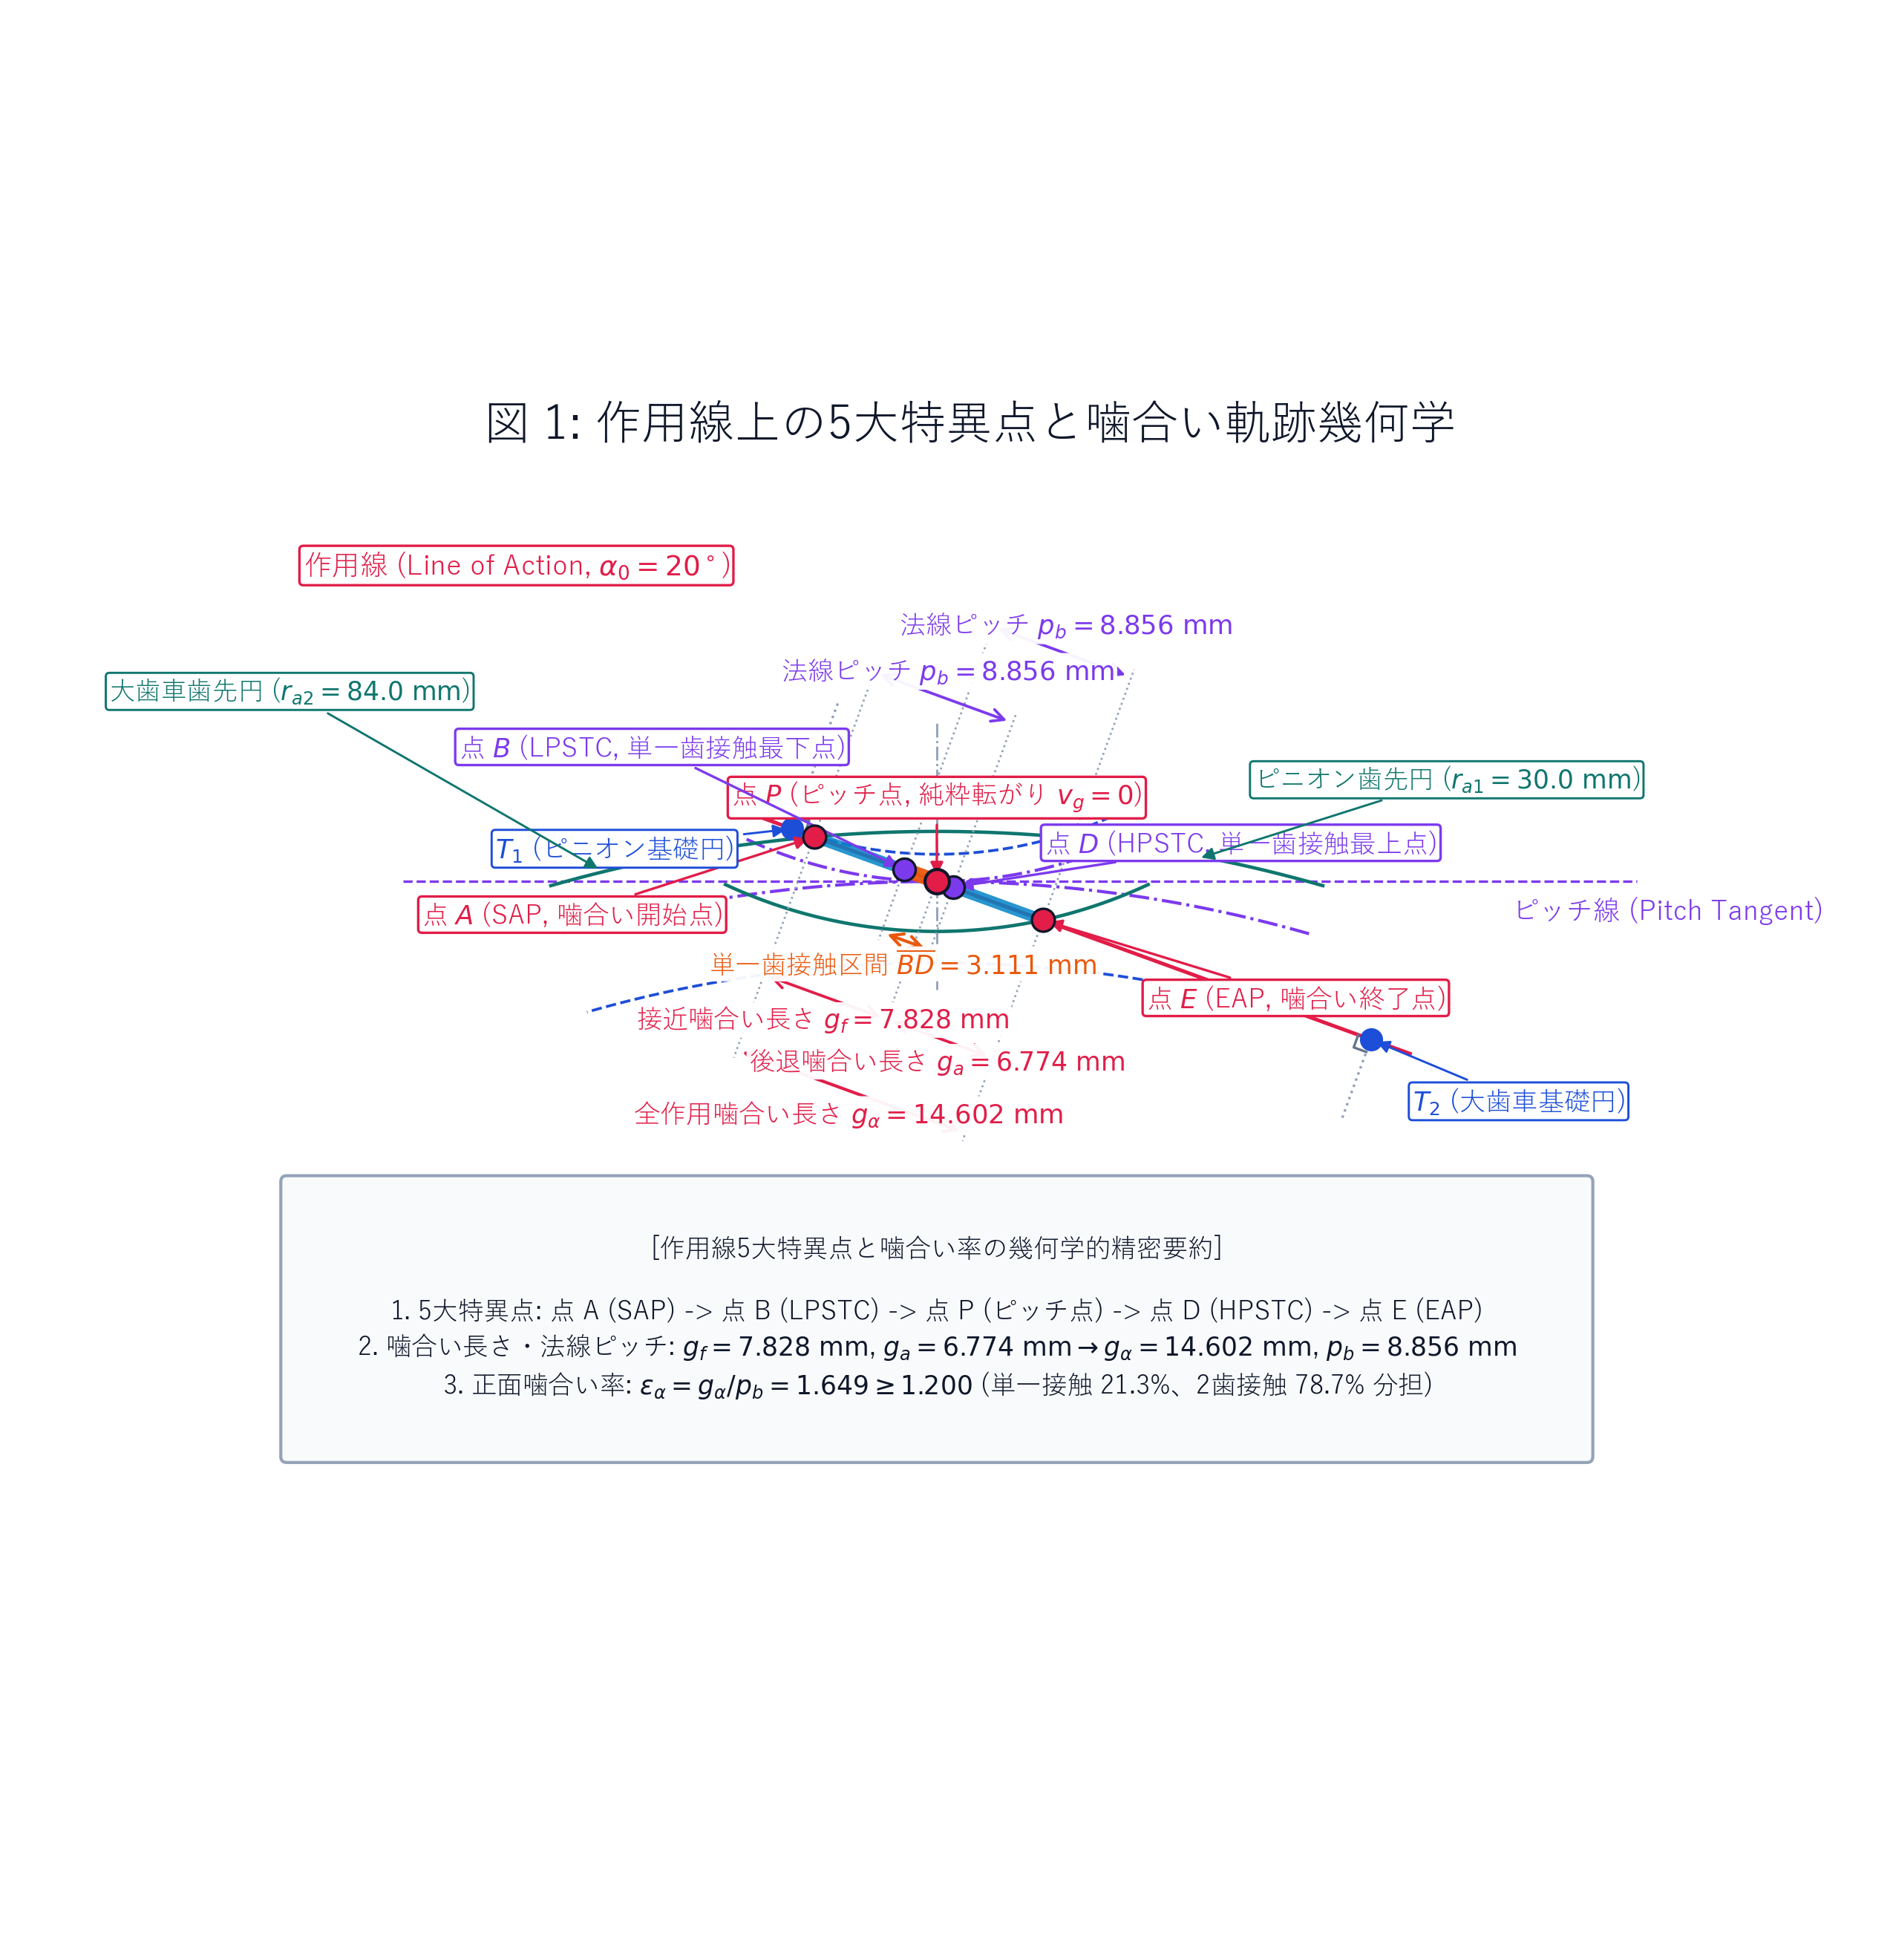 図 1: 作用線上の5大特異点と噛合い軌跡幾何学
作用線 (Line of Action, α₀ = 20°)
法線ピッチ p_b = 8.856 mm
法線ピッチ p_b = 8.856 mm
大歯車歯先円 (r_a2 = 84.0 mm)
点 B (LPSTC, 単一歯接触最下点)
ピニオン歯先円 (r_a1 = 30.0 mm)
点 P (ピッチ点, 純粋転がり v_g = 0)
T₁ (ピニオン基礎円)
点 D (HPSTC, 単一歯接触最上点)
点 A (SAP, 噛合い開始点)
ピッチ線 (Pitch Tangent)
単一歯接触区間 \overline{BD} = 3.111 mm
点 E (EAP, 噛合い終了点)
接近噛合い長さ g_f = 7.828 mm
後退噛合い長さ g_a = 6.774 mm
全作用噛合い長さ g_α = 14.602 mm
T₂ (大歯車基礎円)
[作用線5大特異点と噛合い率の幾何学的精密要約]
1. 5大特異点: 点 A (SAP) -> 点 B (LPSTC) -> 点 P (ピッチ点) -> 点 D (HPSTC) -> 点 E (EAP)
2. 噛合い長さ・法線ピッチ: g_f = 7.828 mm, g_a = 6.774 mm → g_α = 14.602 mm, p_b = 8.856 mm
3. 正面噛合い率: ε_α = g_α/p_b = 1.649 ≥ 1.200 (単一接触 21.3%、2歯接触 78.7% 分担)